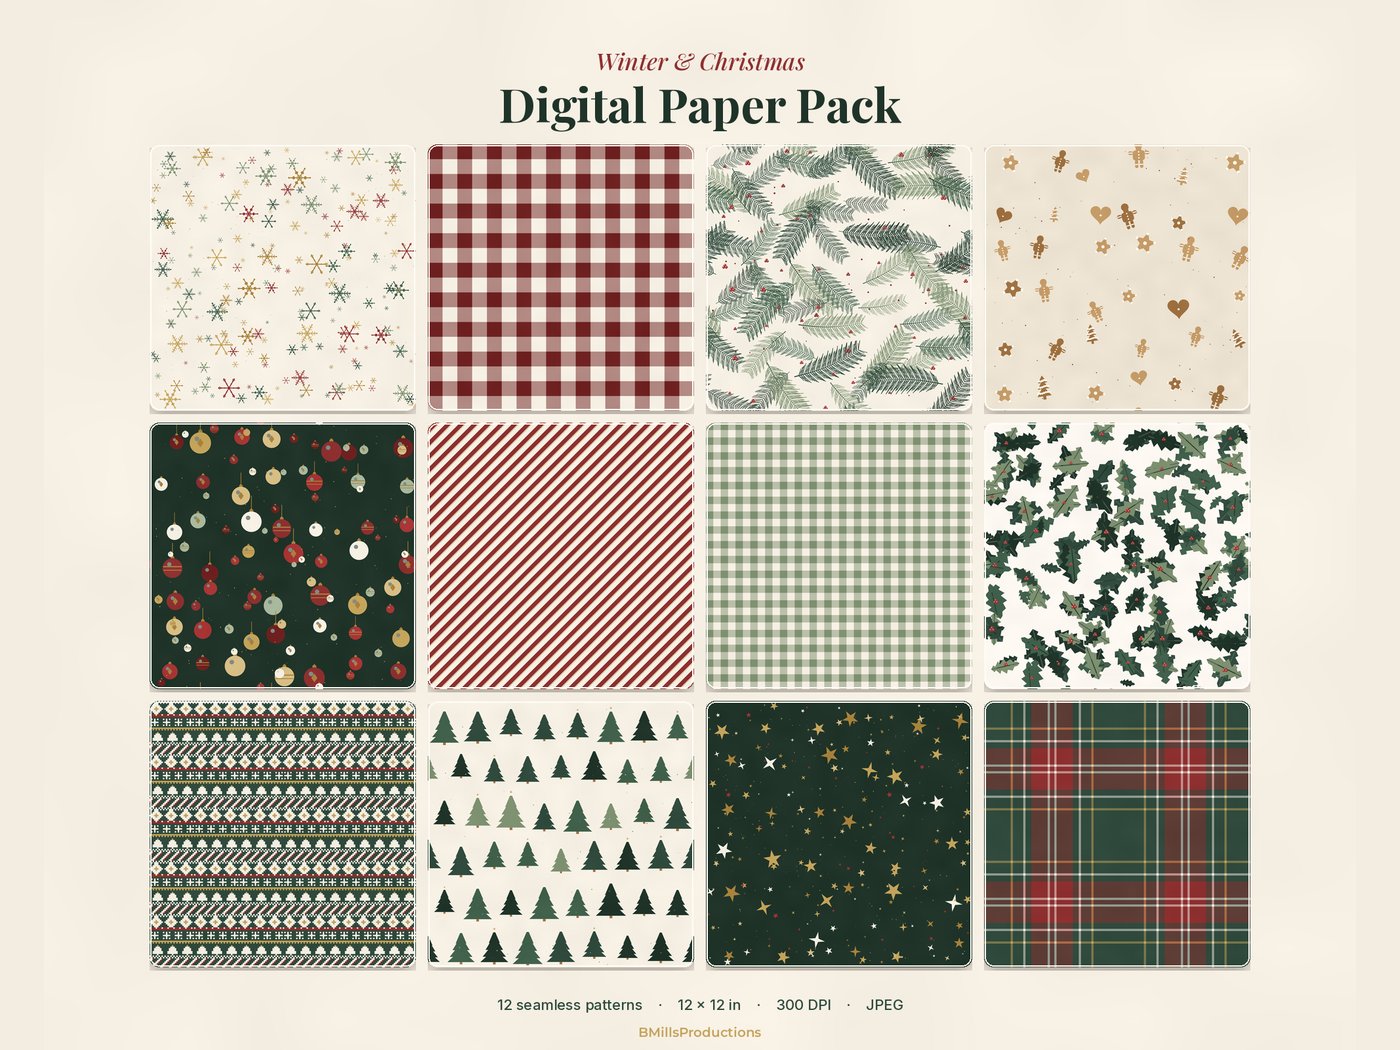 Winter & Christmas
Digital Paper Pack
12 seamless patterns · 12 × 12 in · 300 DPI · JPEG
BMillsProductions